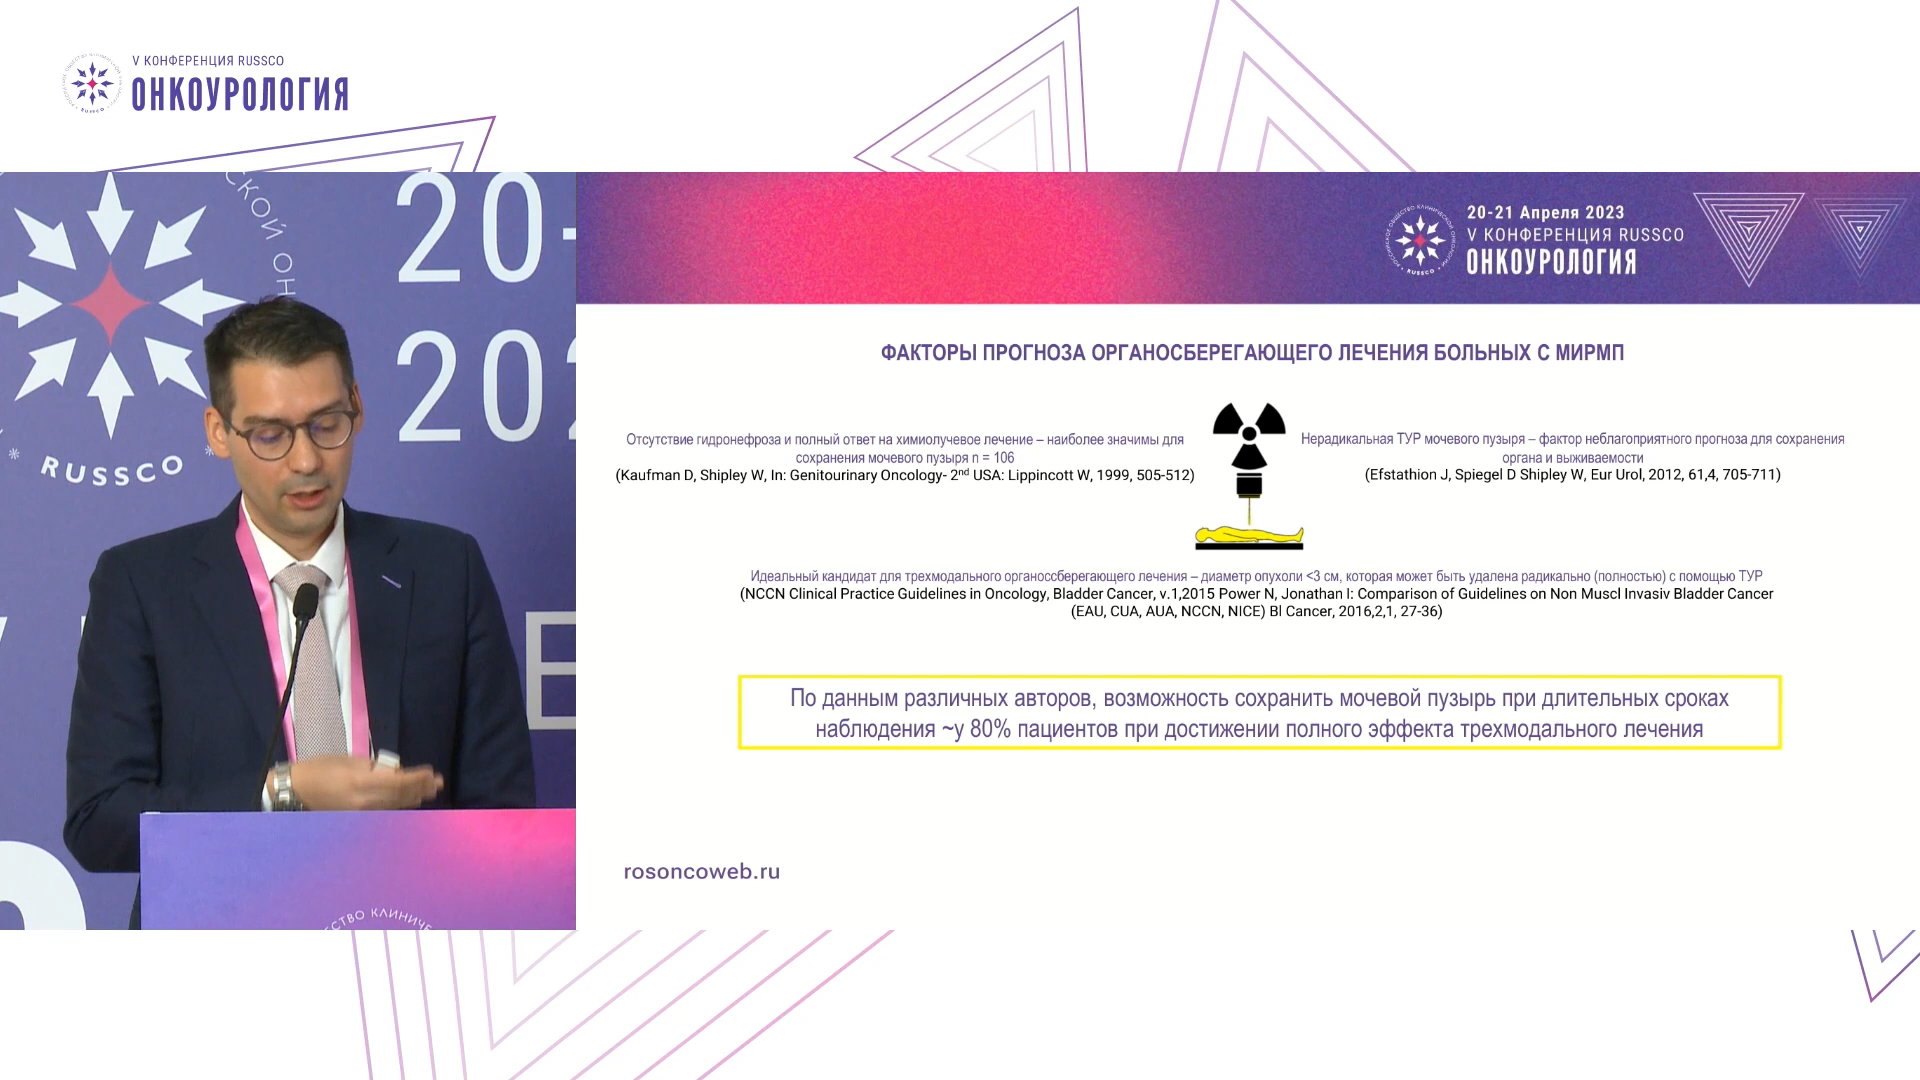 V КОНФЕРЕНЦИЯ RUSSCO
ОНКОУРОЛОГИЯ
СКОЙ ОН
20-
202
RUSSCO
E
СТВО КЛИНИЧЕ
20-21 Апреля 2023
V КОНФЕРЕНЦИЯ RUSSCO
ОНКОУРОЛОГИЯ
ФАКТОРЫ ПРОГНОЗА ОРГАНОСБЕРЕГАЮЩЕГО ЛЕЧЕНИЯ БОЛЬНЫХ С МИРМП
Отсутствие гидронефроза и полный ответ на химиолучевое лечение – наиболее значимы для
сохранения мочевого пузыря n = 106
(Kaufman D, Shipley W, In: Genitourinary Oncology- 2nd USA: Lippincott W, 1999, 505-512)
Нерадикальная ТУР мочевого пузыря – фактор неблагоприятного прогноза для сохранения
органа и выживаемости
(Efstathion J, Spiegel D Shipley W, Eur Urol, 2012, 61,4, 705-711)
Идеальный кандидат для трехмодального органоссберегающего лечения – диаметр опухоли <3 см, которая может быть удалена радикально (полностью) с помощью ТУР
(NCCN Clinical Practice Guidelines in Oncology, Bladder Cancer, v.1,2015 Power N, Jonathan I: Comparison of Guidelines on Non Muscl Invasiv Bladder Cancer
(EAU, CUA, AUA, NCCN, NICE) Bl Cancer, 2016,2,1, 27-36)
По данным различных авторов, возможность сохранить мочевой пузырь при длительных сроках
наблюдения ~у 80% пациентов при достижении полного эффекта трехмодального лечения
rosoncoweb.ru